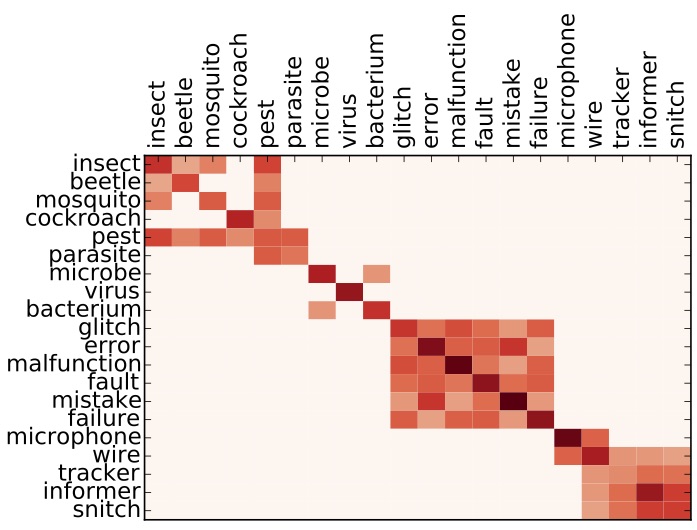 insect
beetle
mosquito
cockroach
pest
parasite
microbe
virus
bacterium
glitch
error
malfunction
fault
mistake
failure
microphone
wire
tracker
informer
snitch
insect
beetle
mosquito
cockroach
pest
parasite
microbe
virus
bacterium
glitch
error
malfunction
fault
mistake
failure
microphone
wire
tracker
informer
snitch